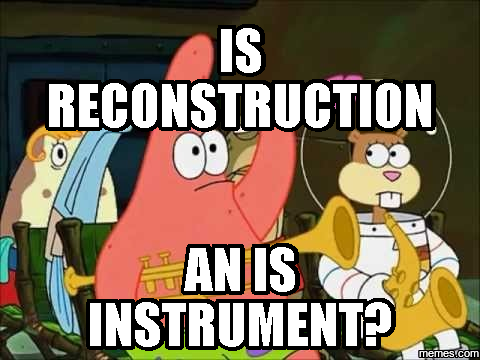 IS
RECONSTRUCTION
AN IS
INSTRUMENT?
memes.com